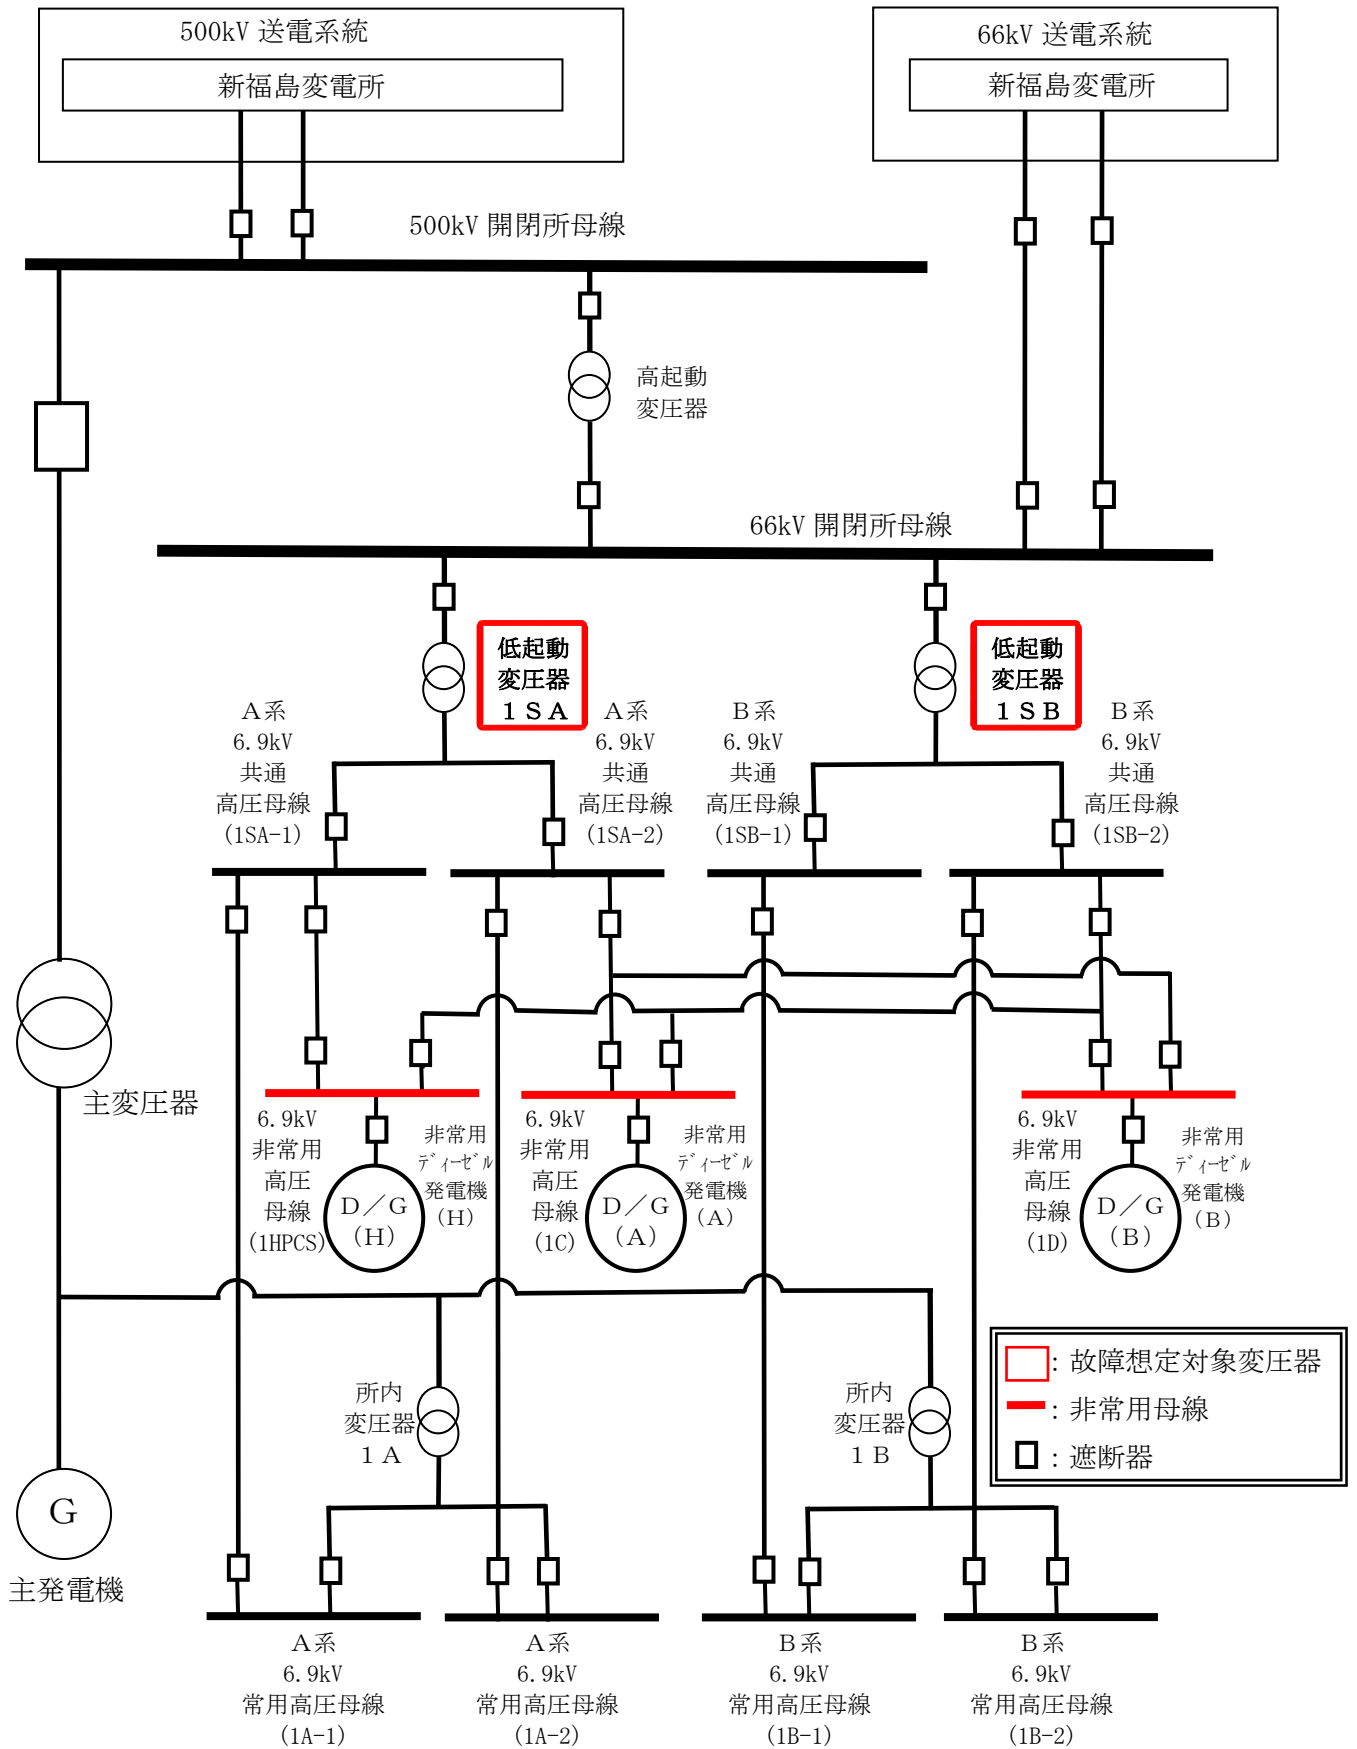 500kV 送電系統
新福島変電所
66kV 送電系統
新福島変電所
500kV 開閉所母線
高起動
変圧器
66kV 開閉所母線
低起動
変圧器
1SA
低起動
変圧器
1SB
A系
6.9kV
共通
高圧母線
(1SA-1)
A系
6.9kV
共通
高圧母線
(1SA-2)
B系
6.9kV
共通
高圧母線
(1SB-1)
B系
6.9kV
共通
高圧母線
(1SB-2)
主変圧器
6.9kV
非常用
高圧
母線
(1HPCS)
D/G
(H)
非常用
ディーゼル
発電機
(H)
6.9kV
非常用
高圧
母線
(1C)
D/G
(A)
非常用
ディーゼル
発電機
(A)
6.9kV
非常用
高圧
母線
(1D)
D/G
(B)
非常用
ディーゼル
発電機
(B)
所内
変圧器
1A
所内
変圧器
1B
:故障想定対象変圧器
:非常用母線
:遮断器
G
主発電機
A系
6.9kV
常用高圧母線
(1A-1)
A系
6.9kV
常用高圧母線
(1A-2)
B系
6.9kV
常用高圧母線
(1B-1)
B系
6.9kV
常用高圧母線
(1B-2)